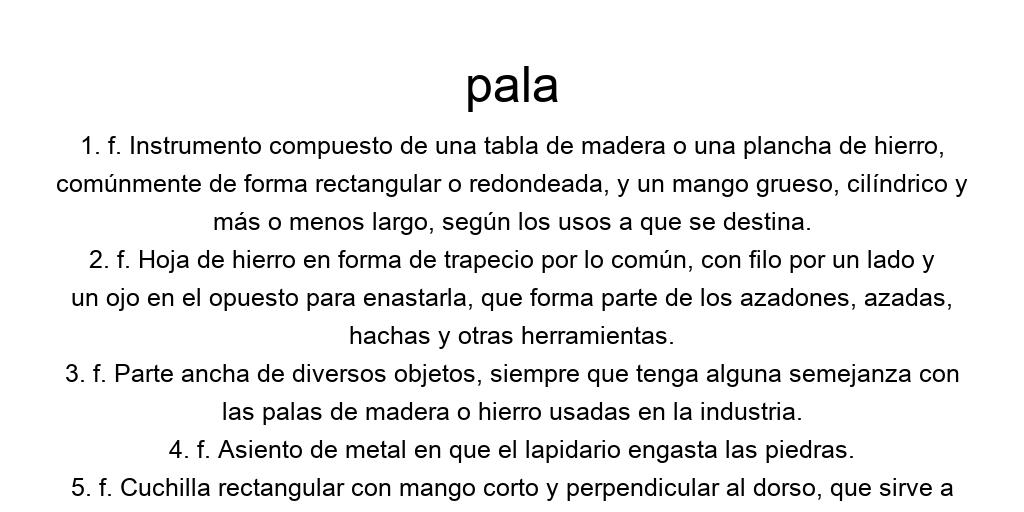 pala
1. f. Instrumento compuesto de una tabla de madera o una plancha de hierro,
comúnmente de forma rectangular o redondeada, y un mango grueso, cilíndrico y
más o menos largo, según los usos a que se destina.
2. f. Hoja de hierro en forma de trapecio por lo común, con filo por un lado y
un ojo en el opuesto para enastarla, que forma parte de los azadones, azadas,
hachas y otras herramientas.
3. f. Parte ancha de diversos objetos, siempre que tenga alguna semejanza con
las palas de madera o hierro usadas en la industria.
4. f. Asiento de metal en que el lapidario engasta las piedras.
5. f. Cuchilla rectangular con mango corto y perpendicular al dorso, que sirve a